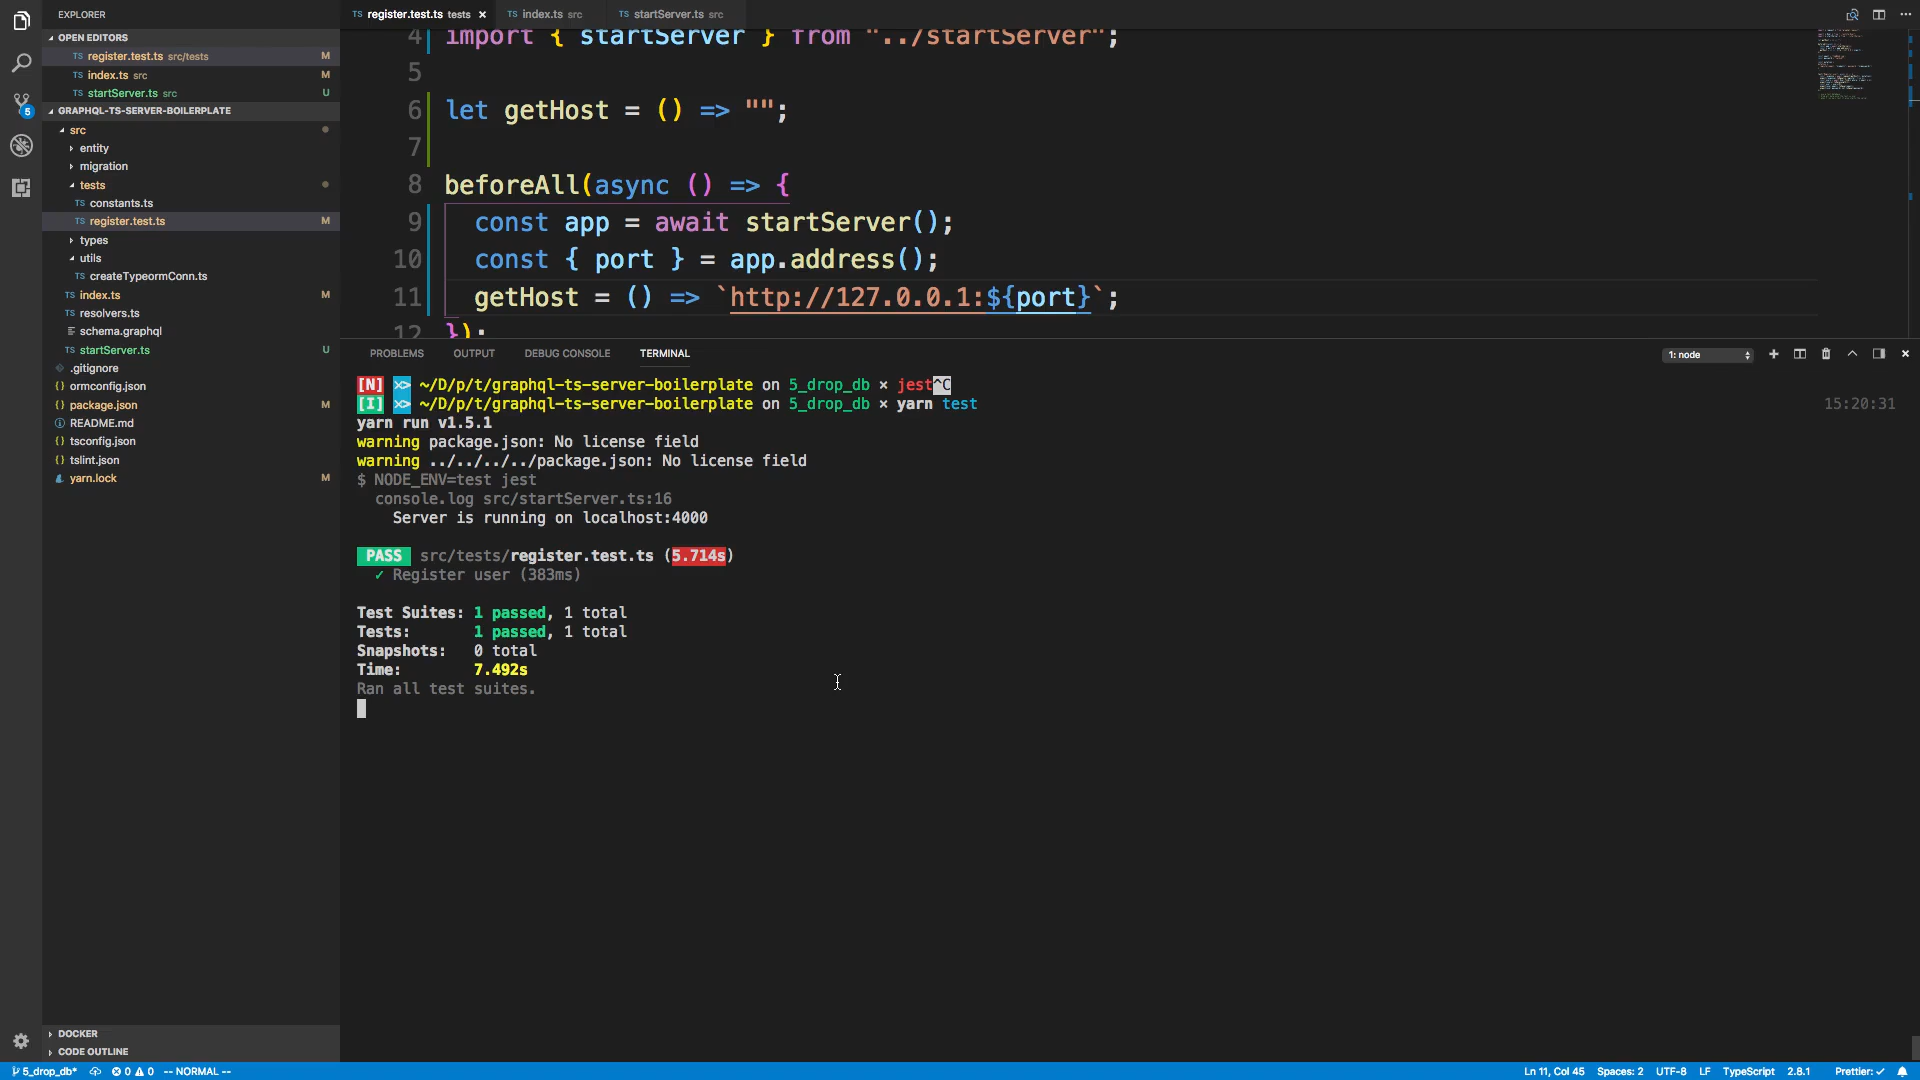 EXPLORER
OPEN EDITORS
TS register.test.ts src/tests M
TS index.ts src M
TS startServer.ts src U
GRAPHQL-TS-SERVER-BOILERPLATE
src
entity
migration
tests
TS constants.ts
TS register.test.ts M
types
utils
TS createTypeormConn.ts
TS index.ts M
TS resolvers.ts
schema.graphql
TS startServer.ts U
.gitignore
{} ormconfig.json
{} package.json M
README.md
{} tsconfig.json
{} tslint.json
yarn.lock M
DOCKER
CODE OUTLINE
5
TS register.test.ts tests × TS index.ts src TS startServer.ts src
4 import { startServer } from "../startServer";
5
6 let getHost = () => "";
7
8 beforeAll(async () => {
9 const app = await startServer();
10 const { port } = app.address();
11 getHost = () => `http://127.0.0.1:${port}`;
12 });
PROBLEMS OUTPUT DEBUG CONSOLE TERMINAL 1: node
[N] >> ~/D/p/t/graphql-ts-server-boilerplate on 5_drop_db × jest^C
[I] >> ~/D/p/t/graphql-ts-server-boilerplate on 5_drop_db × yarn test 15:20:31
yarn run v1.5.1
warning package.json: No license field
warning ../../../../package.json: No license field
$ NODE_ENV=test jest
console.log src/startServer.ts:16
Server is running on localhost:4000
PASS src/tests/register.test.ts (5.714s)
✓ Register user (383ms)
Test Suites: 1 passed, 1 total
Tests: 1 passed, 1 total
Snapshots: 0 total
Time: 7.492s
Ran all test suites.
5_drop_db* 0 0 -- NORMAL -- Ln 11, Col 45 Spaces: 2 UTF-8 LF TypeScript 2.8.1 Prettier: ✓